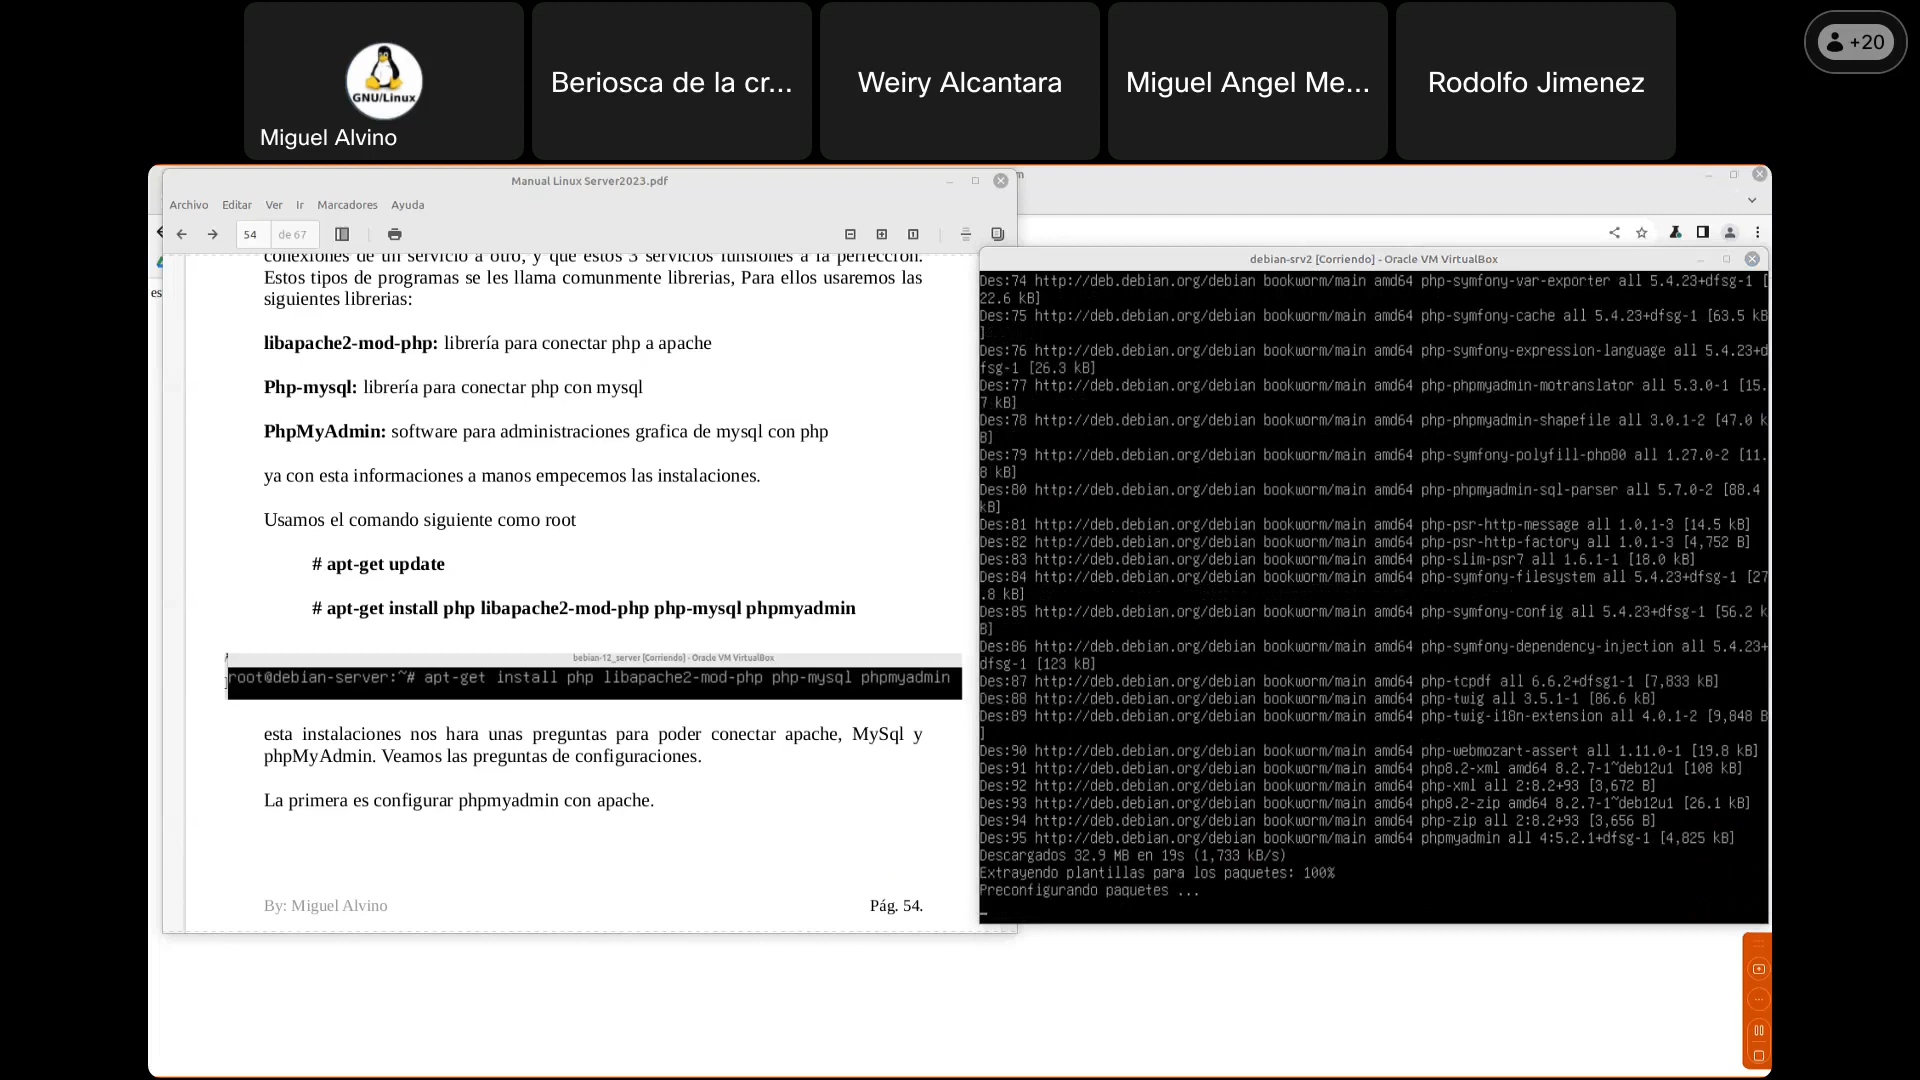 GNU/Linux
Miguel Alvino
Beriosca de la cr...
Weiry Alcantara
Miguel Angel Me...
Rodolfo Jimenez
+20
Manual Linux Server2023.pdf
Archivo Editar Ver Ir Marcadores Ayuda
54 de 67
conexiones de un servicio a otro, y que estos 3 servicios funsiones a la perfección.
Estos tipos de programas se les llama comunmente librerias, Para ellos usaremos las
siguientes librerias:
libapache2-mod-php: librería para conectar php a apache
Php-mysql: librería para conectar php con mysql
PhpMyAdmin: software para administraciones grafica de mysql con php
ya con esta informaciones a manos empecemos las instalaciones.
Usamos el comando siguiente como root
# apt-get update
# apt-get install php libapache2-mod-php php-mysql phpmyadmin
bebian-12_server [Corriendo] - Oracle VM VirtualBox
root@debian-server:~# apt-get install php libapache2-mod-php php-mysql phpmyadmin
esta instalaciones nos hara unas preguntas para poder conectar apache, MySql y
phpMyAdmin. Veamos las preguntas de configuraciones.
La primera es configurar phpmyadmin con apache.
By: Miguel Alvino Pág. 54.
es
debian-srv2 [Corriendo] - Oracle VM VirtualBox
Des:74 http://deb.debian.org/debian bookworm/main amd64 php-symfony-var-exporter all 5.4.23+dfsg-1 [
22.6 kB]
Des:75 http://deb.debian.org/debian bookworm/main amd64 php-symfony-cache all 5.4.23+dfsg-1 [63.5 kB
]
Des:76 http://deb.debian.org/debian bookworm/main amd64 php-symfony-expression-language all 5.4.23+d
fsg-1 [26.3 kB]
Des:77 http://deb.debian.org/debian bookworm/main amd64 php-phpmyadmin-motranslator all 5.3.0-1 [15.
7 kB]
Des:78 http://deb.debian.org/debian bookworm/main amd64 php-phpmyadmin-shapefile all 3.0.1-2 [47.0 k
B]
Des:79 http://deb.debian.org/debian bookworm/main amd64 php-symfony-polyfill-php80 all 1.27.0-2 [11.
8 kB]
Des:80 http://deb.debian.org/debian bookworm/main amd64 php-phpmyadmin-sql-parser all 5.7.0-2 [88.4
kB]
Des:81 http://deb.debian.org/debian bookworm/main amd64 php-psr-http-message all 1.0.1-3 [14.5 kB]
Des:82 http://deb.debian.org/debian bookworm/main amd64 php-psr-http-factory all 1.0.1-3 [4,752 B]
Des:83 http://deb.debian.org/debian bookworm/main amd64 php-slim-psr7 all 1.6.1-1 [18.0 kB]
Des:84 http://deb.debian.org/debian bookworm/main amd64 php-symfony-filesystem all 5.4.23+dfsg-1 [27
.8 kB]
Des:85 http://deb.debian.org/debian bookworm/main amd64 php-symfony-config all 5.4.23+dfsg-1 [56.2 k
B]
Des:86 http://deb.debian.org/debian bookworm/main amd64 php-symfony-dependency-injection all 5.4.23+
dfsg-1 [123 kB]
Des:87 http://deb.debian.org/debian bookworm/main amd64 php-tcpdf all 6.6.2+dfsg1-1 [7,833 kB]
Des:88 http://deb.debian.org/debian bookworm/main amd64 php-twig all 3.5.1-1 [86.6 kB]
Des:89 http://deb.debian.org/debian bookworm/main amd64 php-twig-i18n-extension all 4.0.1-2 [9,848 B
]
Des:90 http://deb.debian.org/debian bookworm/main amd64 php-webmozart-assert all 1.11.0-1 [19.8 kB]
Des:91 http://deb.debian.org/debian bookworm/main amd64 php8.2-xml amd64 8.2.7-1~deb12u1 [108 kB]
Des:92 http://deb.debian.org/debian bookworm/main amd64 php-xml all 2:8.2+93 [3,672 B]
Des:93 http://deb.debian.org/debian bookworm/main amd64 php8.2-zip amd64 8.2.7-1~deb12u1 [26.1 kB]
Des:94 http://deb.debian.org/debian bookworm/main amd64 php-zip all 2:8.2+93 [3,656 B]
Des:95 http://deb.debian.org/debian bookworm/main amd64 phpmyadmin all 4:5.2.1+dfsg-1 [4,825 kB]
Descargados 32.9 MB en 19s (1,733 kB/s)
Extrayendo plantillas para los paquetes: 100%
Preconfigurando paquetes ...